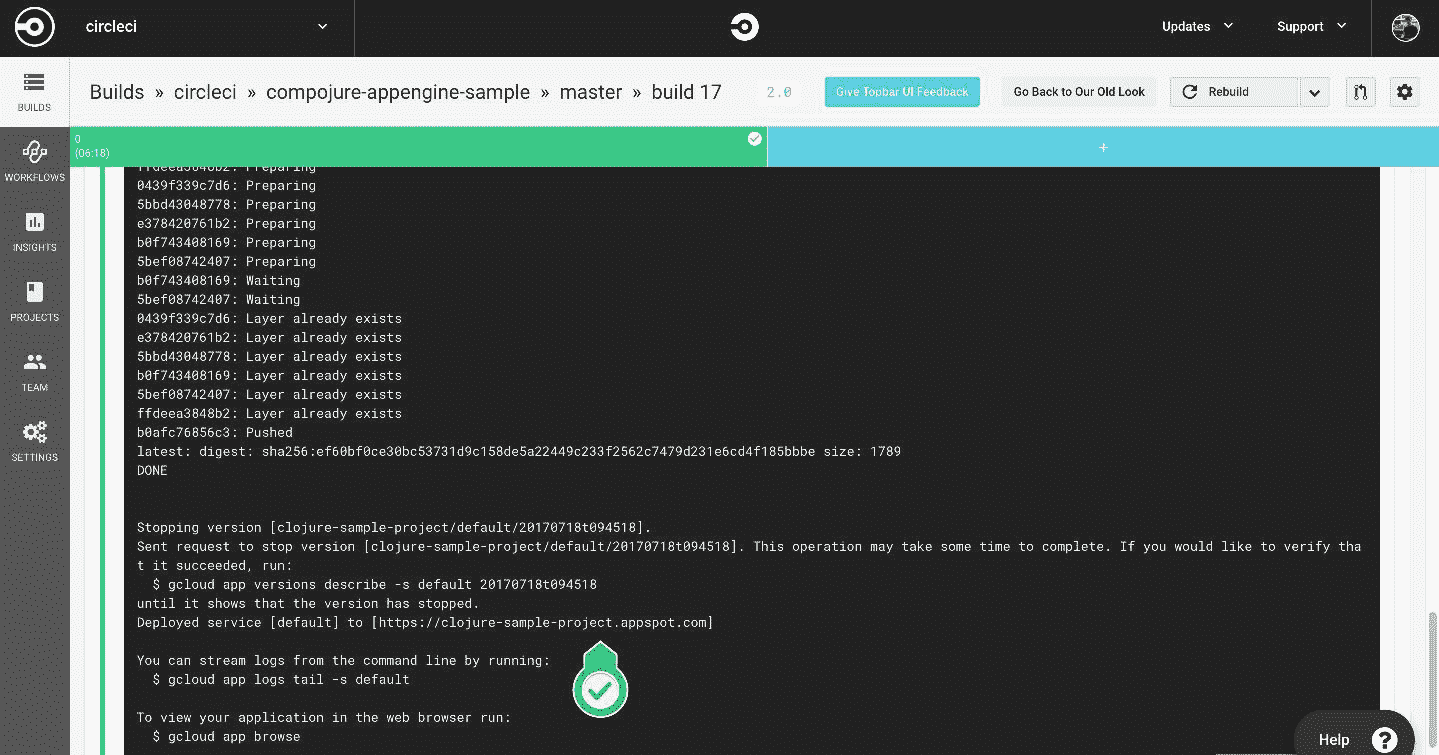 circleci
Updates
Support
BUILDS
Builds » circleci » compojure-appengine-sample » master » build 17
2.0
Give Topbar UI Feedback
Go Back to Our Old Look
Rebuild
0
(06:18)
+
WORKFLOWS
INSIGHTS
PROJECTS
TEAM
SETTINGS
ffdeea3848b2: Preparing
0439f339c7d6: Preparing
5bbd43048778: Preparing
e378420761b2: Preparing
b0f743408169: Preparing
5bef08742407: Preparing
b0f743408169: Waiting
5bef08742407: Waiting
0439f339c7d6: Layer already exists
e378420761b2: Layer already exists
5bbd43048778: Layer already exists
b0f743408169: Layer already exists
5bef08742407: Layer already exists
ffdeea3848b2: Layer already exists
b0afc76856c3: Pushed
latest: digest: sha256:ef60bf0ce30bc53731d9c158de5a22449c233f2562c7479d231e6cd4f185bbbe size: 1789
DONE
Stopping version [clojure-sample-project/default/20170718t094518].
Sent request to stop version [clojure-sample-project/default/20170718t094518]. This operation may take some time to complete. If you would like to verify tha
t it succeeded, run:
$ gcloud app versions describe -s default 20170718t094518
until it shows that the version has stopped.
Deployed service [default] to [https://clojure-sample-project.appspot.com]
You can stream logs from the command line by running:
$ gcloud app logs tail -s default
To view your application in the web browser run:
$ gcloud app browse
Help ?